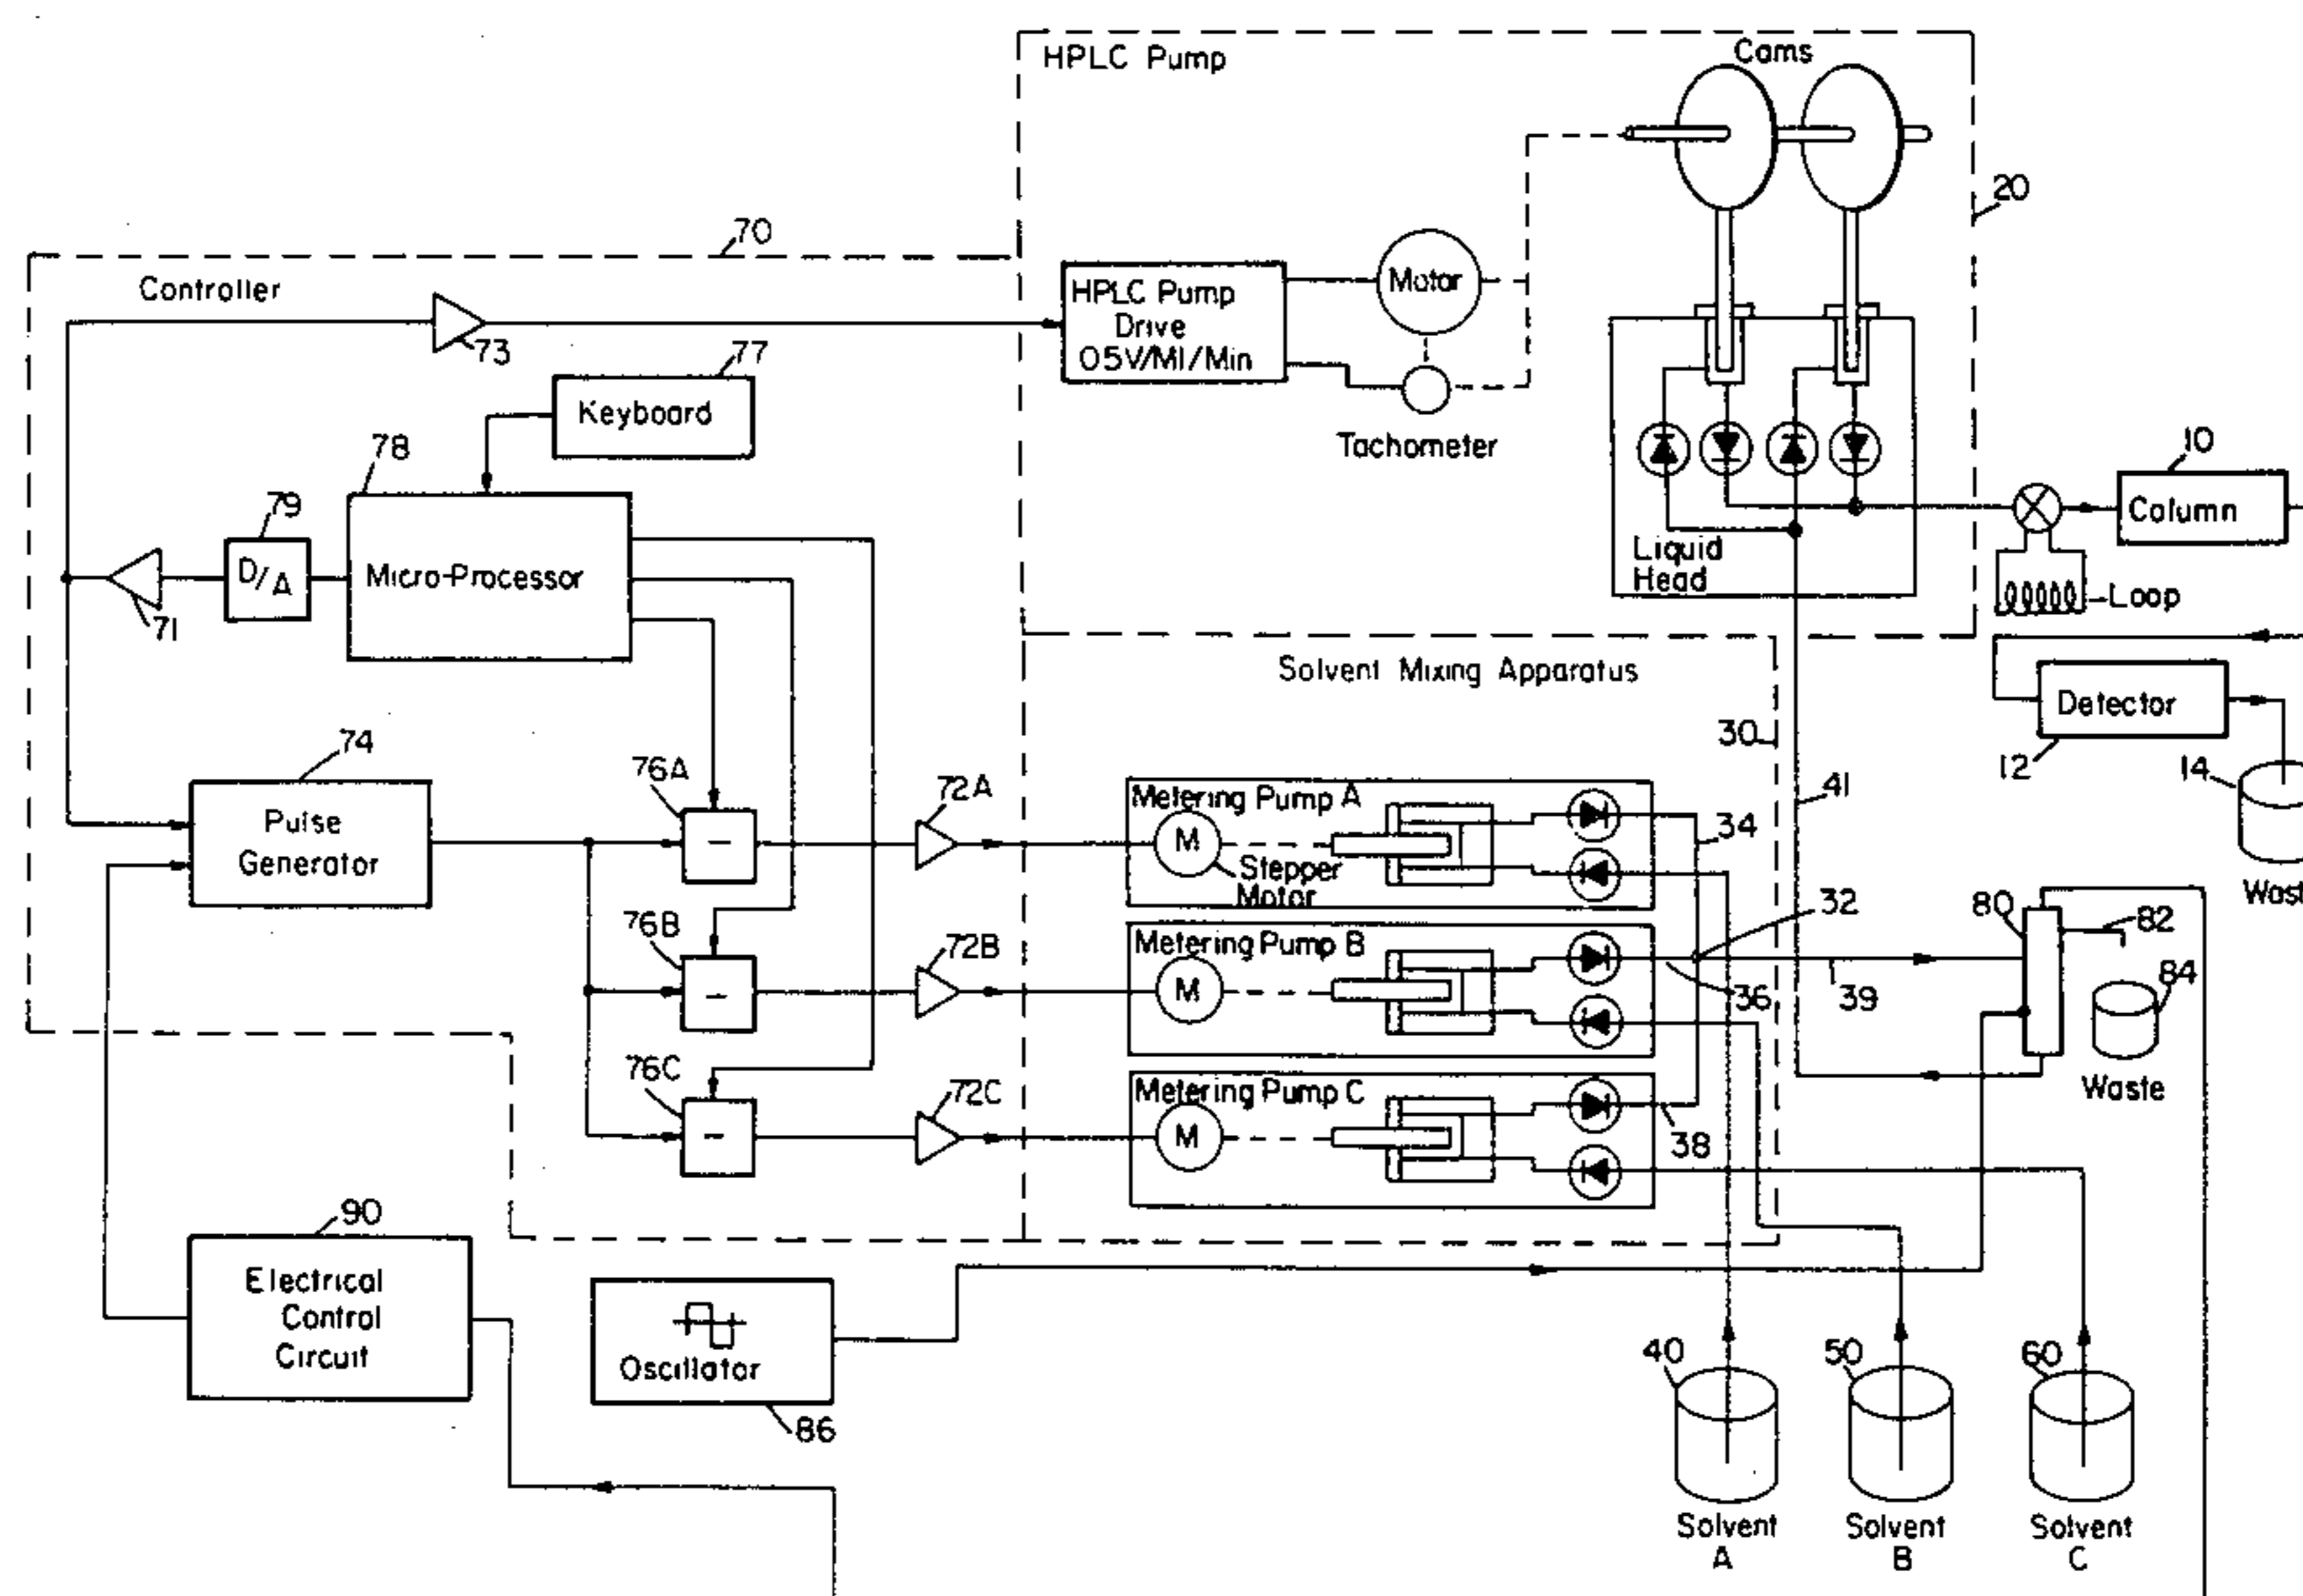 HPLC Pump
Cams
20
70
Controller
73
HPLC Pump
Drive
05V/Ml/Min
Motor
Tachometer
77
Keyboard
78
Micro-Processor
79
D/A
71
Liquid
Head
10
Column
Loop
Solvent Mixing Apparatus
30
41
Detector
12
14
Wast
74
Pulse
Generator
76A
72A
Metering Pump A
M
Stepper
Motor
34
32
76B
72B
Metering Pump B
M
36
39
80
82
84
Waste
76C
72C
Metering Pump C
M
38
90
Electrical
Control
Circuit
Oscillator
86
40
50
60
Solvent
A
Solvent
B
Solvent
C